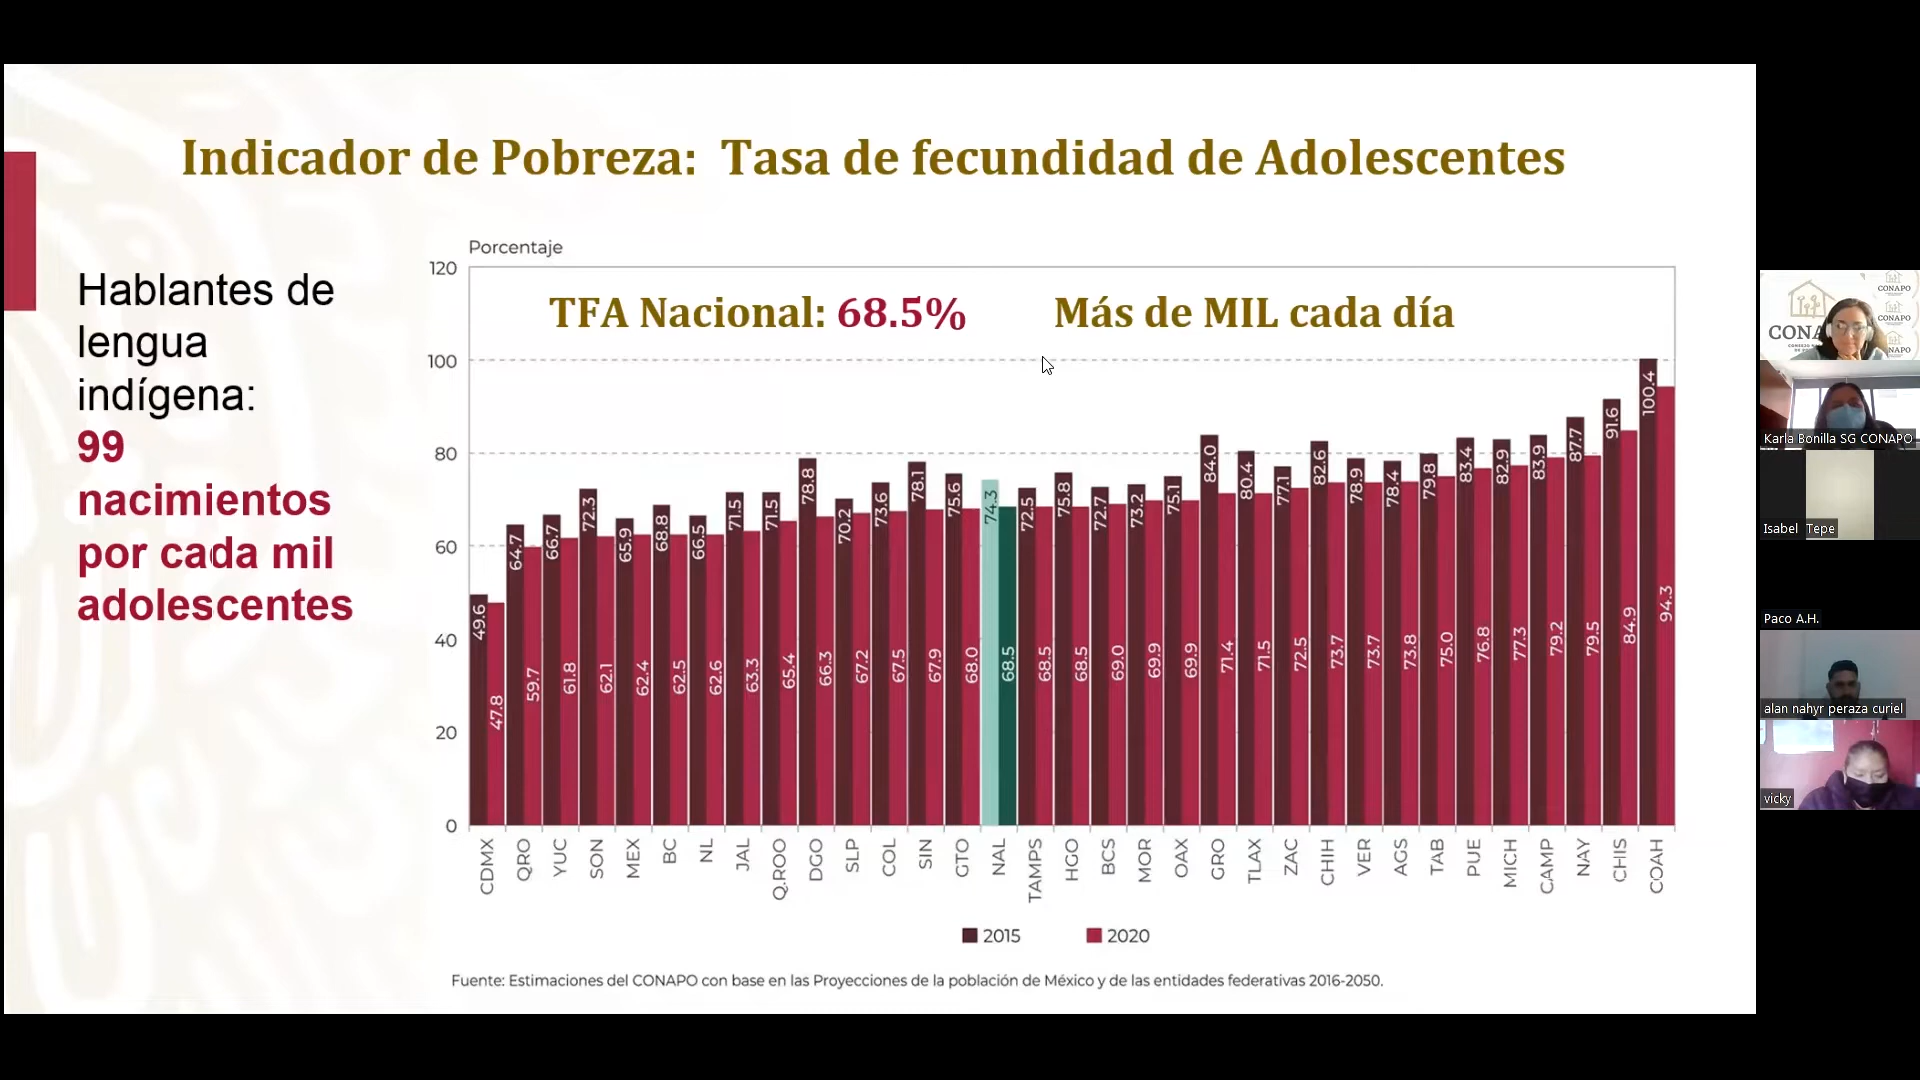 Indicador de Pobreza: Tasa de fecundidad de Adolescentes
Hablantes de
lengua
indígena:
99
nacimientos
por cada mil
adolescentes
Porcentaje
TFA Nacional: 68.5%
Más de MIL cada día
120
100
80
60
40
20
0
49.6 47.8
64.7 59.7
66.7 61.8
72.3 62.1
65.9 62.4
68.8 62.5
66.5 62.6
71.5 63.3
71.5 65.4
78.8 66.3
70.2 67.2
73.6 67.5
78.1 67.9
75.6 68.0
74.3 68.5
72.5 68.5
75.8 68.5
72.7 69.0
73.2 69.9
75.1 69.9
84.0 71.4
80.4 71.5
77.1 72.5
82.6 73.7
78.9 73.7
78.4 73.8
79.8 75.0
83.4 76.8
82.9 77.3
83.9 79.2
87.7 79.5
91.6 84.9
100.4 94.3
CDMX QRO YUC SON MEX BC NL JAL Q.ROO DGO SLP COL SIN GTO NAL TAMPS HGO BCS MOR OAX GRO TLAX ZAC CHIH VER AGS TAB PUE MICH CAMP NAY CHIS COAH
2015 2020
Fuente: Estimaciones del CONAPO con base en las Proyecciones de la población de México y de las entidades federativas 2016-2050.
CONAPO
CONAPO
Karla Bonilla SG CONAPO
Isabel Tepe
Paco A.H.
alan nahyr peraza curiel
vicky